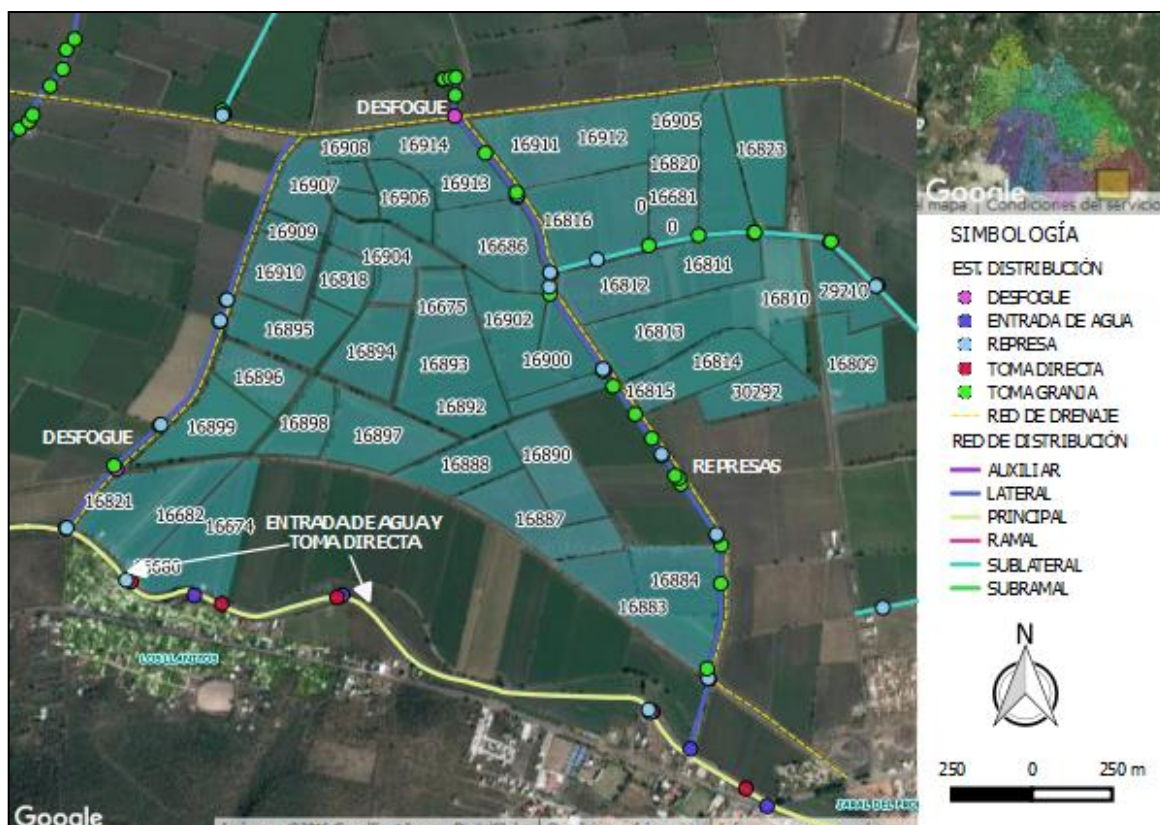 DESFOGUE
16908
16914
16911
16912
16905
16823
16907
16906
16913
16820
16681
0
0
16909
16904
16686
16816
16910
16818
16675
16812
16811
16810
29210
16895
16902
16813
16894
16893
16900
16814
16809
16896
16892
16815
30292
DESFOGUE
16899
16898
16897
16888
16890
REPRESAS
16821
16682
16674
16887
ENTRADA DE AGUA Y
TOMA DIRECTA
16884
16883
Google
Google
el mapa | Condiciones del servicio
SIMBOLOGÍA
EST. DISTRIBUCIÓN
DESFOGUE
ENTRADA DE AGUA
REPRESA
TOMA DIRECTA
TOMA GRANJA
RED DE DRENAJE
RED DE DISTRIBUCIÓN
AUXILIAR
LATERAL
PRINCIPAL
RAMAL
SUBLATERAL
SUBRAMAL
N
250 0 250 m